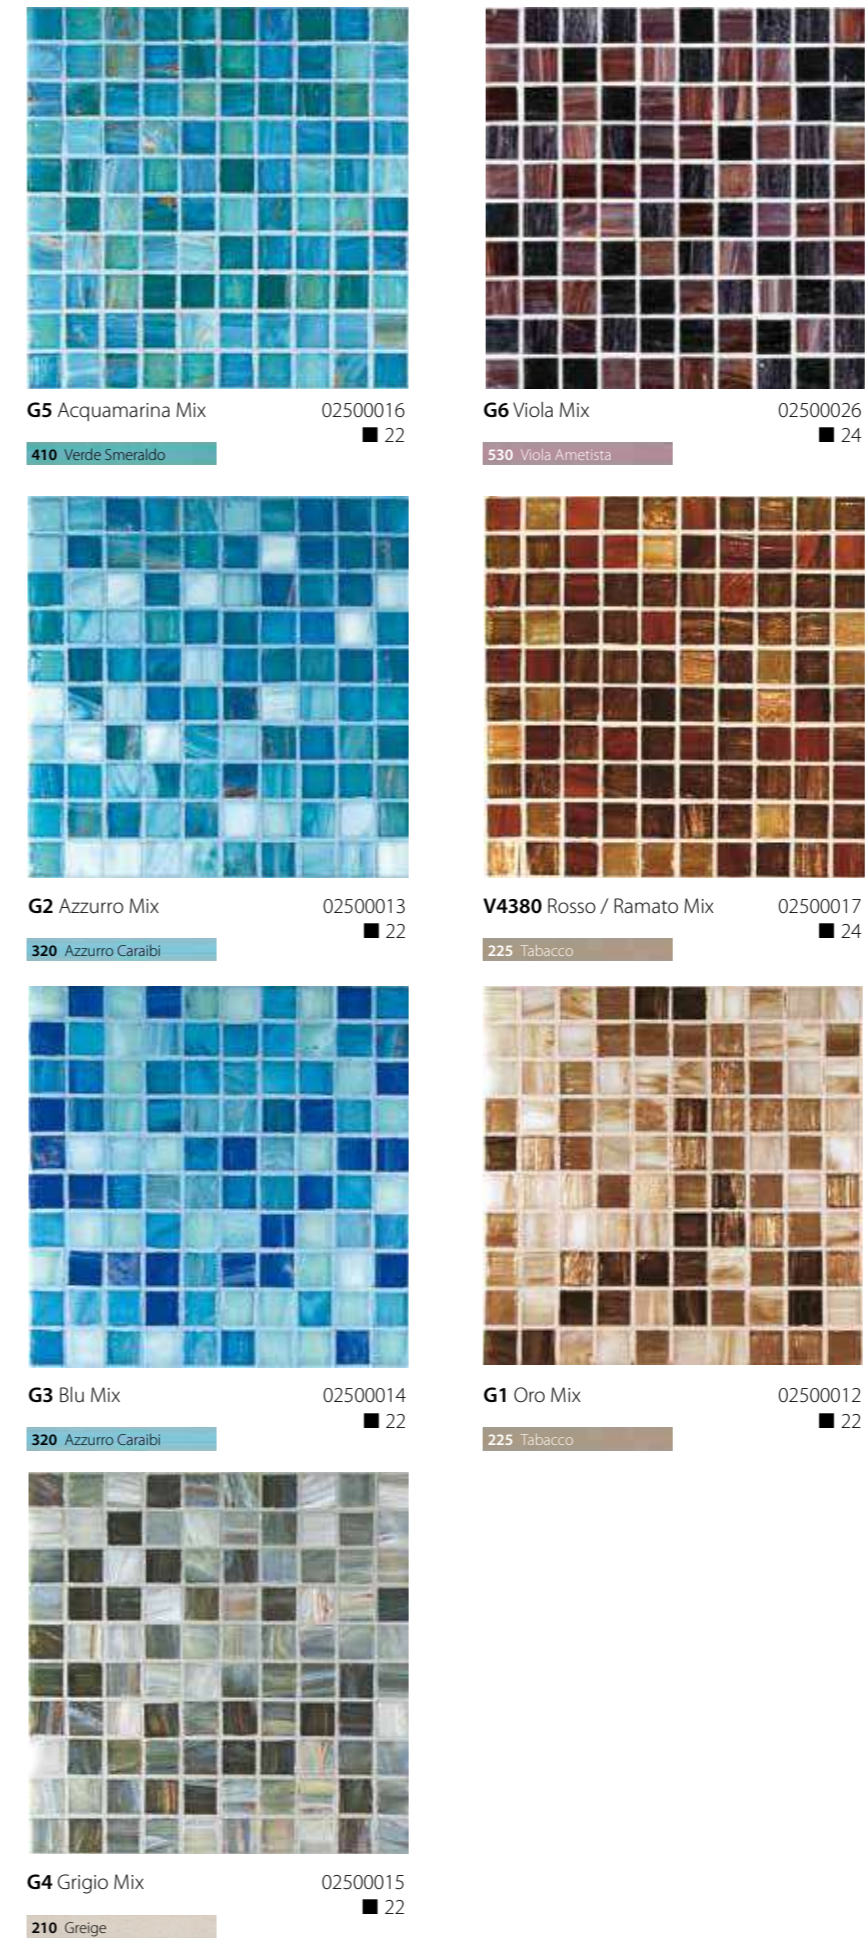 G5 Acquamarina Mix 02500016
■ 22
410 Verde Smeraldo
G6 Viola Mix 02500026
■ 24
530 Viola Ametista
G2 Azzurro Mix 02500013
■ 22
320 Azzurro Caraibi
V4380 Rosso / Ramato Mix 02500017
■ 24
225 Tabacco
G3 Blu Mix 02500014
■ 22
320 Azzurro Caraibi
G1 Oro Mix 02500012
■ 22
225 Tabacco
G4 Grigio Mix 02500015
■ 22
210 Greige